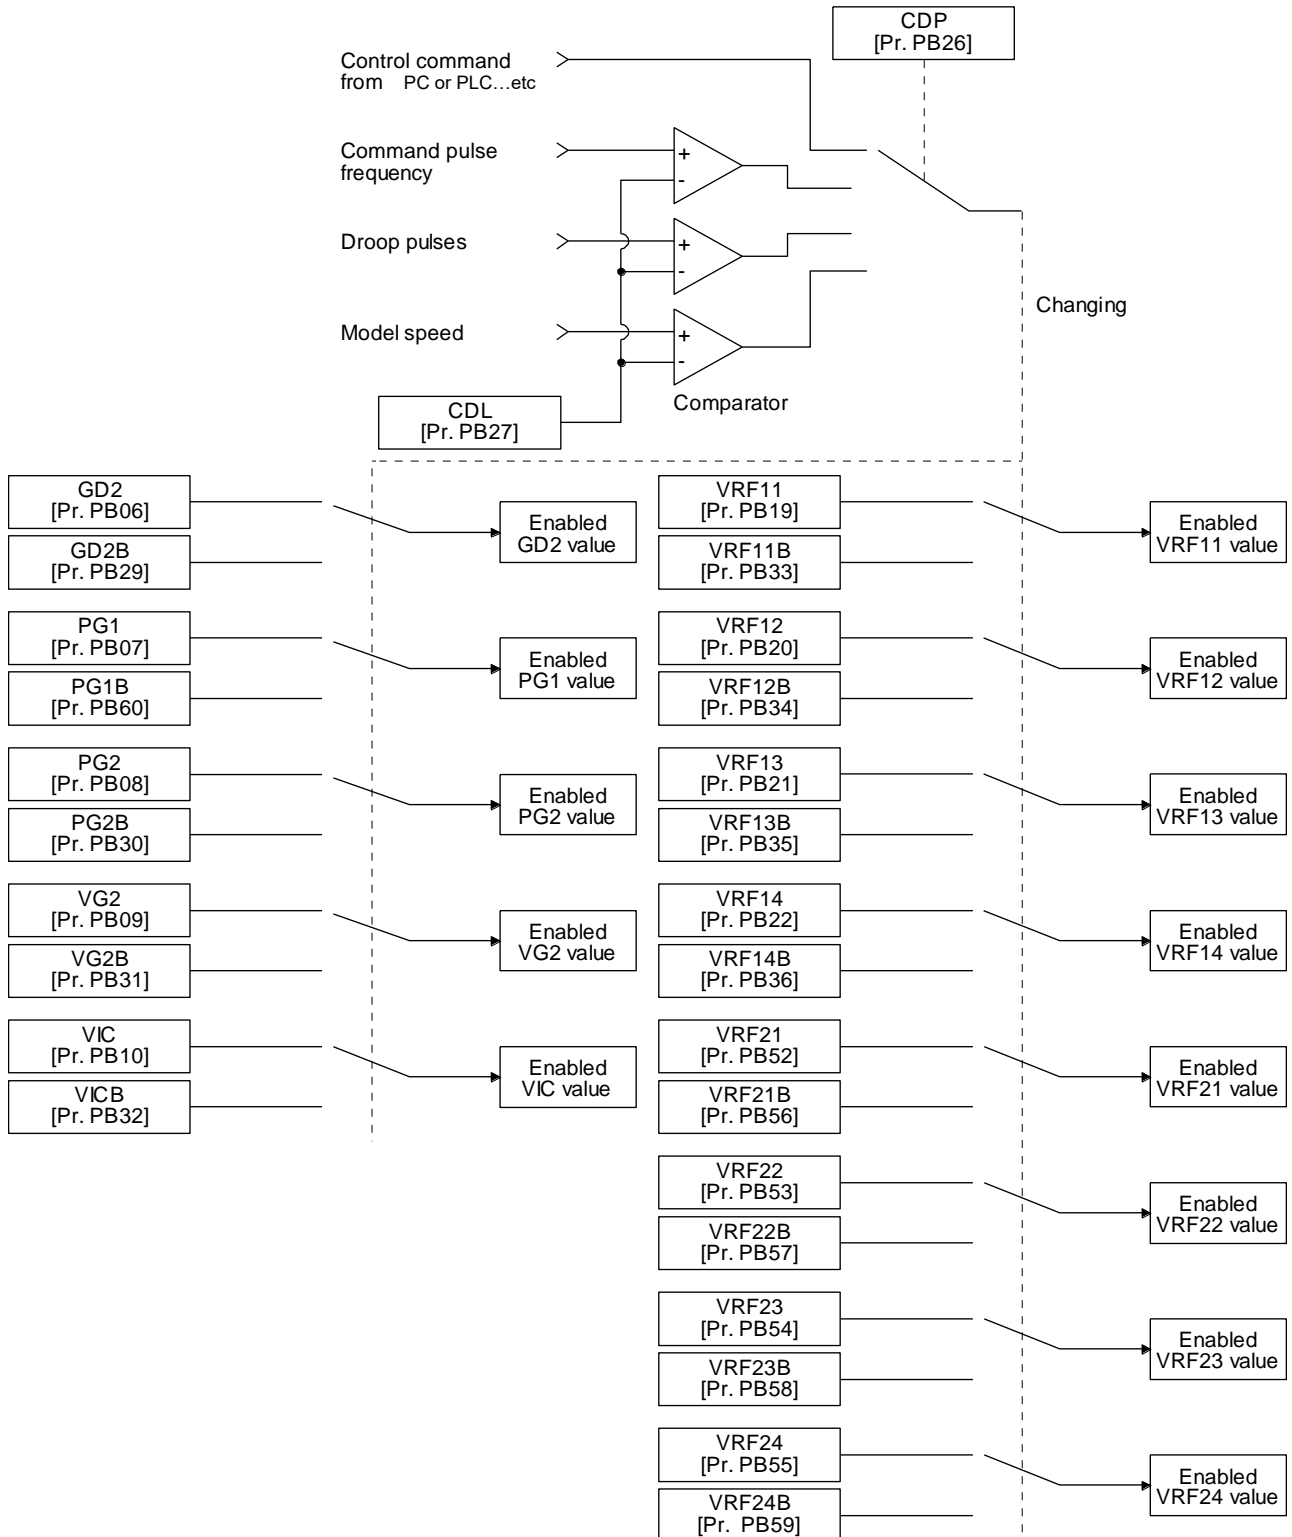 CDP
[Pr. PB26]
Control command
from PC or PLC...etc
Command pulse
frequency
+
-
Droop pulses
+
-
Changing
Model speed
+
-
Comparator
CDL
[Pr. PB27]
GD2
[Pr. PB06]
GD2B
[Pr. PB29]
Enabled
GD2 value
PG1
[Pr. PB07]
PG1B
[Pr. PB60]
Enabled
PG1 value
PG2
[Pr. PB08]
PG2B
[Pr. PB30]
Enabled
PG2 value
VG2
[Pr. PB09]
VG2B
[Pr. PB31]
Enabled
VG2 value
VIC
[Pr. PB10]
VICB
[Pr. PB32]
Enabled
VIC value
VRF11
[Pr. PB19]
VRF11B
[Pr. PB33]
Enabled
VRF11 value
VRF12
[Pr. PB20]
VRF12B
[Pr. PB34]
Enabled
VRF12 value
VRF13
[Pr. PB21]
VRF13B
[Pr. PB35]
Enabled
VRF13 value
VRF14
[Pr. PB22]
VRF14B
[Pr. PB36]
Enabled
VRF14 value
VRF21
[Pr. PB52]
VRF21B
[Pr. PB56]
Enabled
VRF21 value
VRF22
[Pr. PB53]
VRF22B
[Pr. PB57]
Enabled
VRF22 value
VRF23
[Pr. PB54]
VRF23B
[Pr. PB58]
Enabled
VRF23 value
VRF24
[Pr. PB55]
VRF24B
[Pr. PB59]
Enabled
VRF24 value